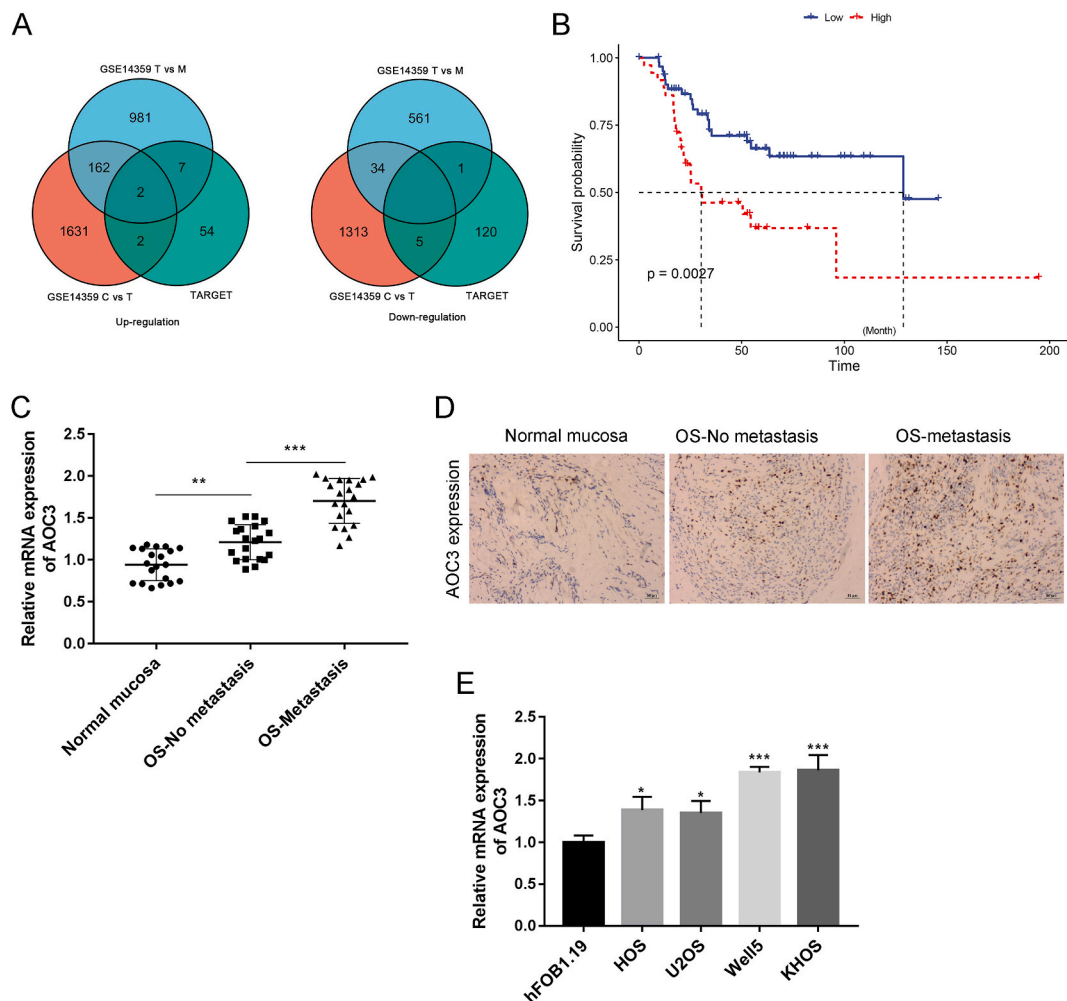 A
GSE14359 T vs M
981
162
7
2
1631
2
54
GSE14359 C vs T
TARGET
Up-regulation
GSE14359 T vs M
561
34
1
1313
5
120
GSE14359 C vs T
TARGET
Down-regulation
B
Low High
Survival probability
1.00
0.75
0.50
0.25
0.00
p = 0.0027
(Month)
0 50 100 150 200
Time
C
Relative mRNA expression
of AOC3
2.5
2.0
1.5
1.0
0.5
0.0
**
***
Normal mucosa
OS-No metastasis
OS-Metastasis
D
Normal mucosa OS-No metastasis OS-metastasis
AOC3 expression
E
Relative mRNA expression
of AOC3
2.5
2.0
1.5
1.0
0.5
0.0
* * *** ***
hFOB1.19
HOS
U2OS
Well5
KHOS